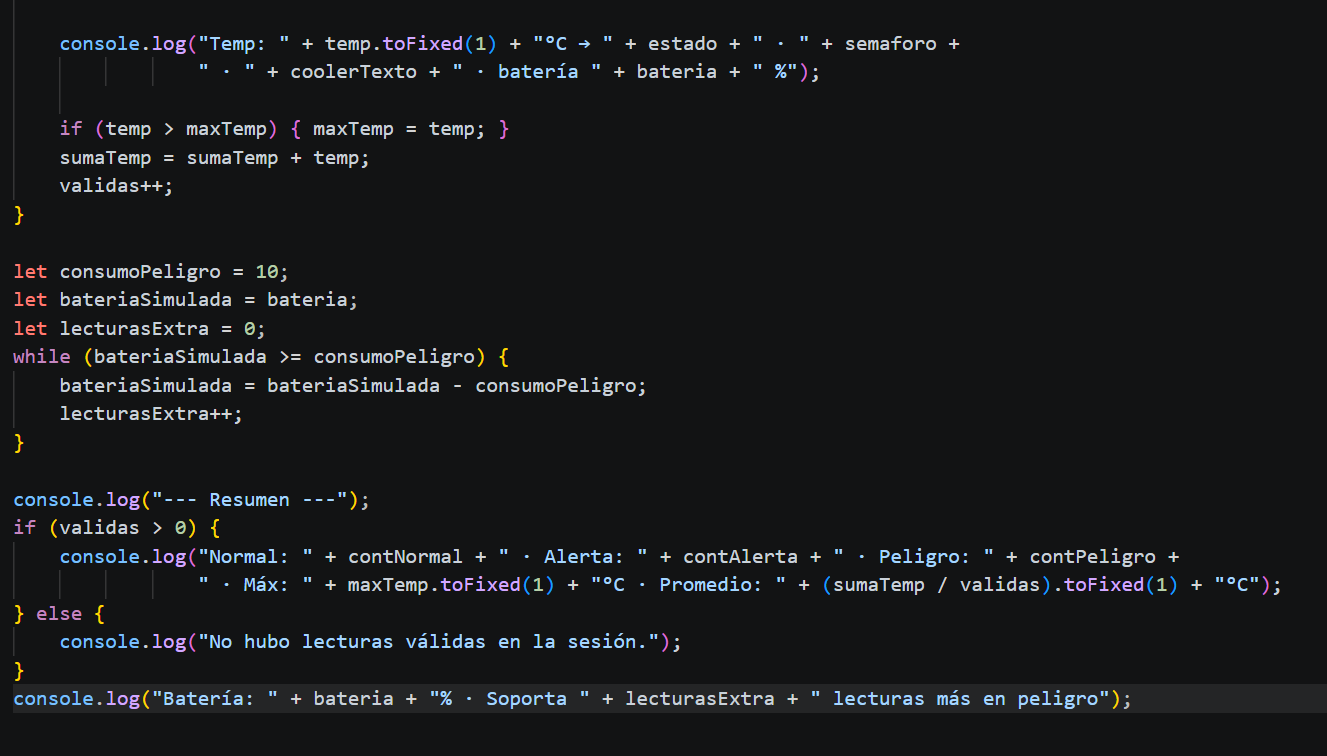 console.log("Temp: " + temp.toFixed(1) + "°C → " + estado + " · " + semaforo +
" · " + coolerTexto + " · batería " + bateria + " %");
if (temp > maxTemp) { maxTemp = temp; }
sumaTemp = sumaTemp + temp;
validas++;
}
let consumoPeligro = 10;
let bateriaSimulada = bateria;
let lecturasExtra = 0;
while (bateriaSimulada >= consumoPeligro) {
bateriaSimulada = bateriaSimulada - consumoPeligro;
lecturasExtra++;
}
console.log("--- Resumen ---");
if (validas > 0) {
console.log("Normal: " + contNormal + " · Alerta: " + contAlerta + " · Peligro: " + contPeligro +
" · Máx: " + maxTemp.toFixed(1) + "°C · Promedio: " + (sumaTemp / validas).toFixed(1) + "°C");
} else {
console.log("No hubo lecturas válidas en la sesión.");
}
console.log("Batería: " + bateria + "% · Soporta " + lecturasExtra + " lecturas más en peligro");